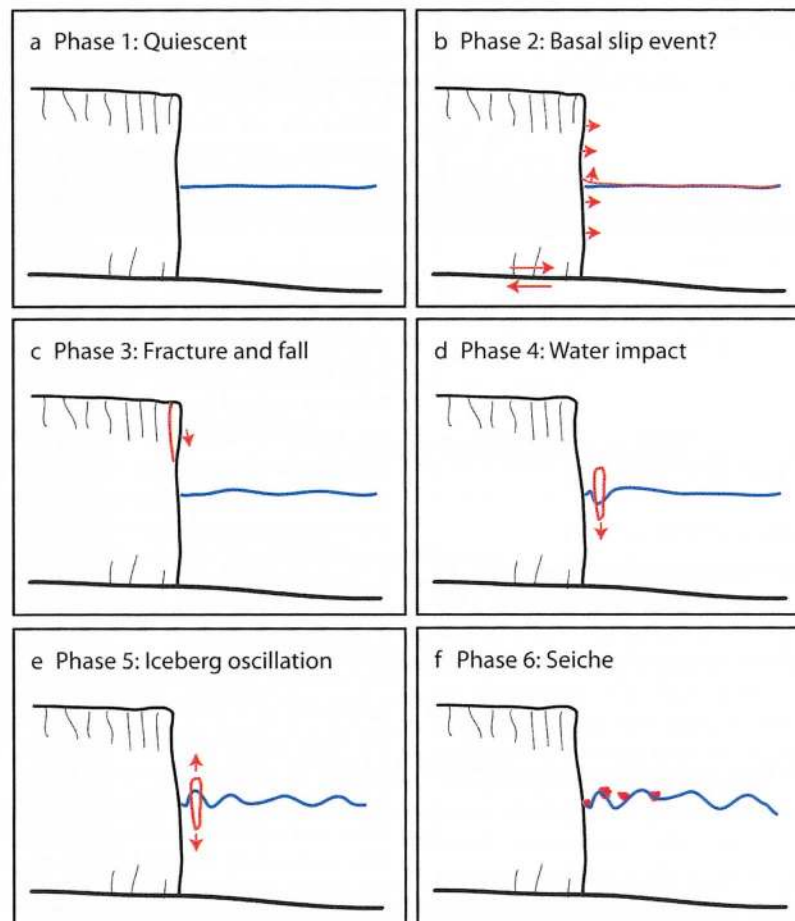 a Phase 1: Quiescent
b Phase 2: Basal slip event?
c Phase 3: Fracture and fall
d Phase 4: Water impact
e Phase 5: Iceberg oscillation
f Phase 6: Seiche